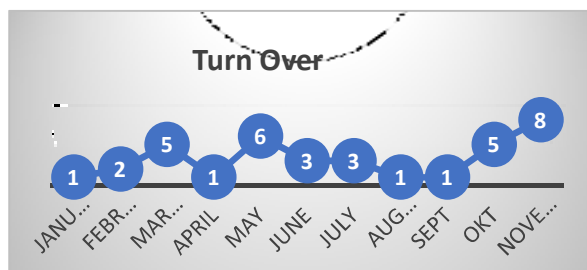 Turn Over
1 2 5 1 6 3 3 1 1 5 8
JANU... FEBR... MAR... APRIL MAY JUNE JULY AUG... SEPT OKT NOVE...